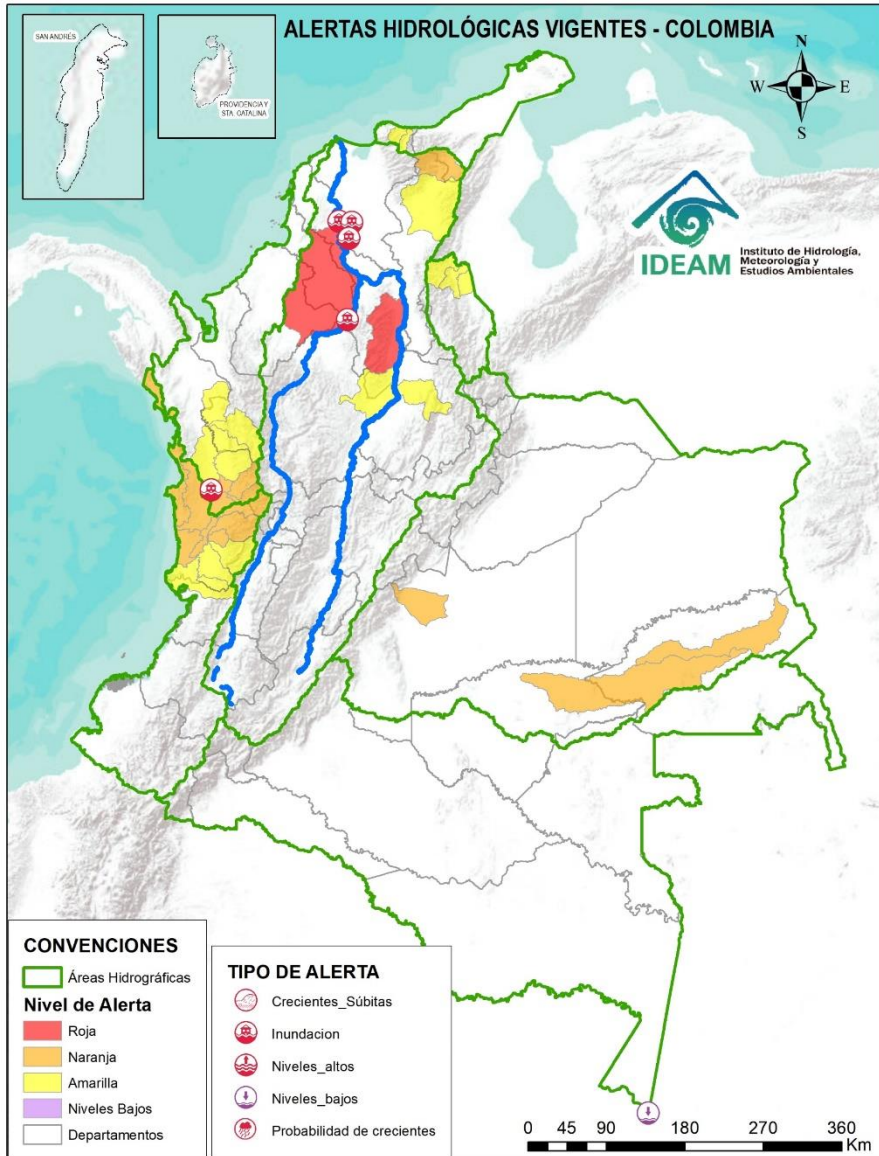 ALERTAS HIDROLÓGICAS VIGENTES - COLOMBIA
SAN ANDRÉS
PROVIDENCIA Y
STA. CATALINA
N
W
E
S
IDEAM
Instituto de Hidrología,
Meteorología y
Estudios Ambientales
CONVENCIONES
Áreas Hidrográficas
Nivel de Alerta
Roja
Naranja
Amarilla
Niveles Bajos
Departamentos
TIPO DE ALERTA
Crecientes_Súbitas
Inundacion
Niveles_altos
Niveles_bajos
Probabilidad de crecientes
0 45 90 180 270 360
Km